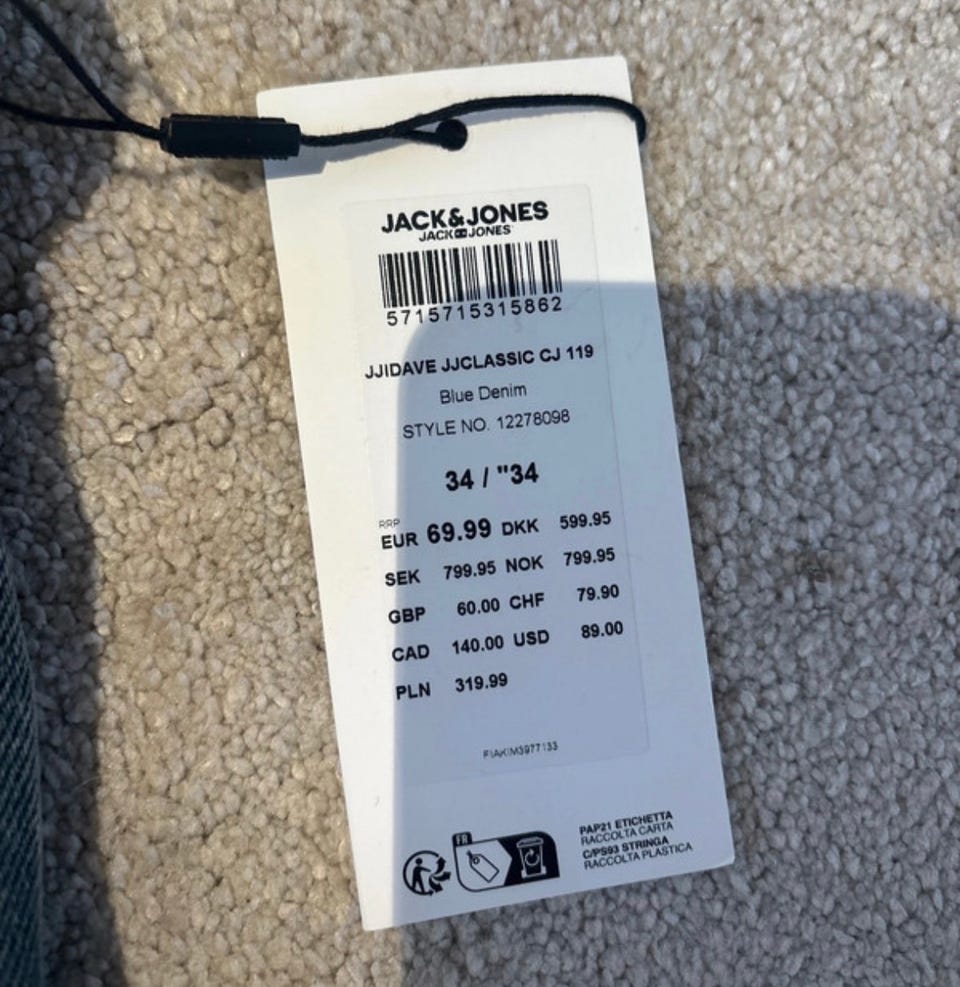 JACK&JONES
JACK&JONES
5715715315862
JJIDAVE JJCLASSIC CJ 119
Blue Denim
STYLE NO. 12278098
34 / "34
RRP
EUR 69.99 DKK 599.95
SEK 799.95 NOK 799.95
GBP 60.00 CHF 79.90
CAD 140.00 USD 89.00
PLN 319.99
FIAKIM3977133
FR
PAP21 ETICHETTA
RACCOLTA CARTA
C/PS93 STRINGA
RACCOLTA PLASTICA